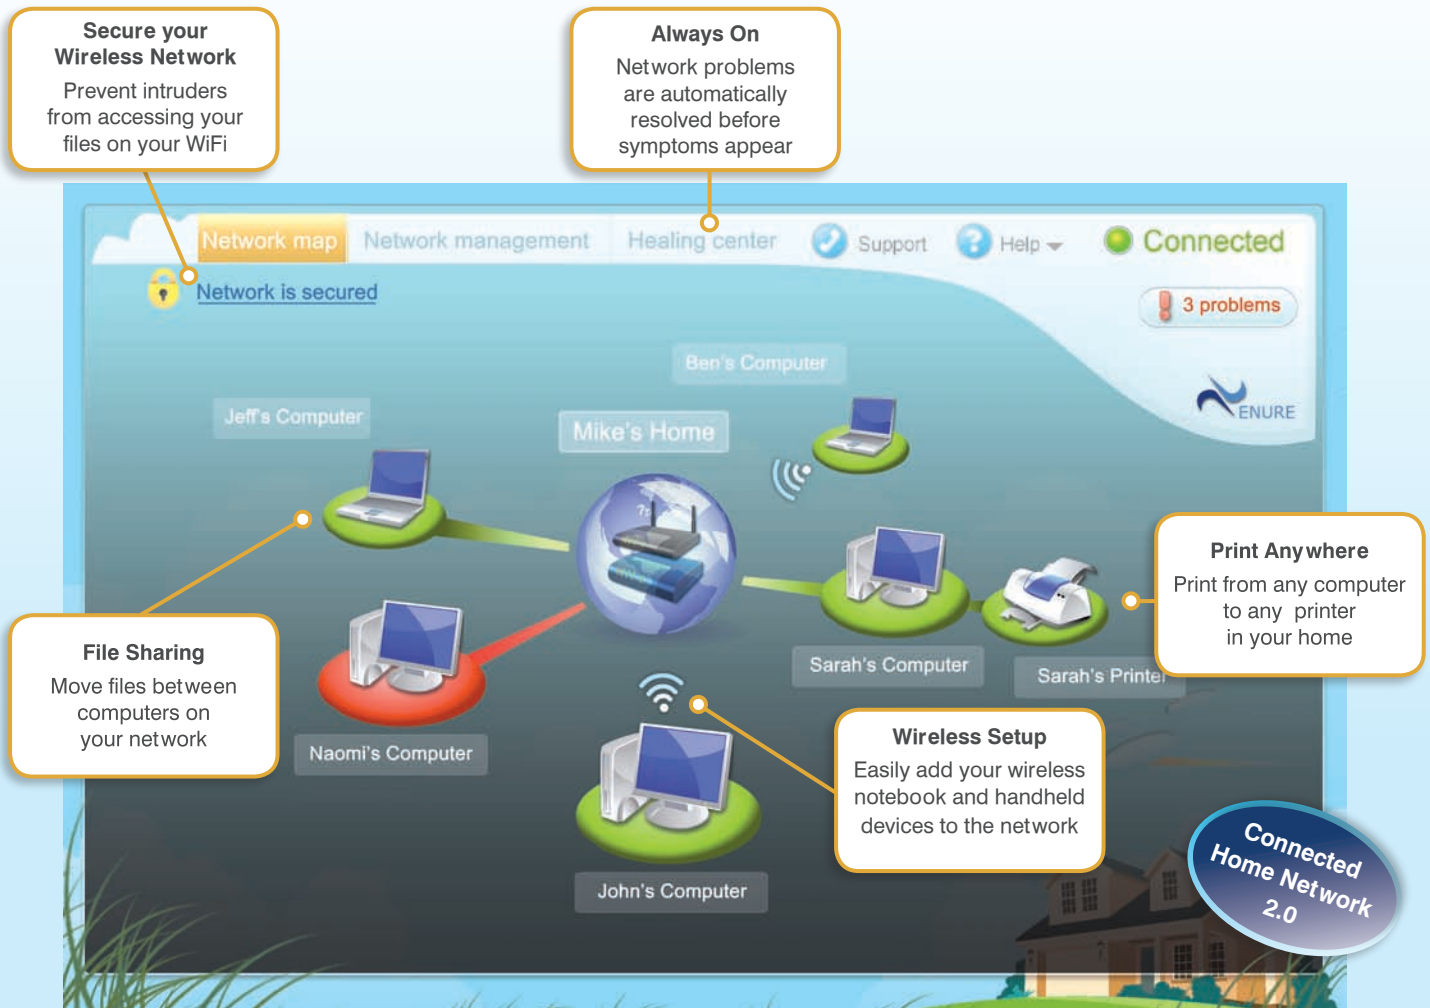 Secure your
Wireless Network
Prevent intruders
from accessing your
files on your WiFi
Always On
Network problems
are automatically
resolved before
symptoms appear
Network map
Network management
Healing center
Support
Help
Connected
Network is secured
3 problems
ENURE
Ben's Computer
Jeff's Computer
Mike's Home
Print Anywhere
Print from any computer
to any printer
in your home
File Sharing
Move files between
computers on
your network
Sarah's Computer
Sarah's Printer
Naomi's Computer
Wireless Setup
Easily add your wireless
notebook and handheld
devices to the network
John's Computer
Connected
Home Network
2.0